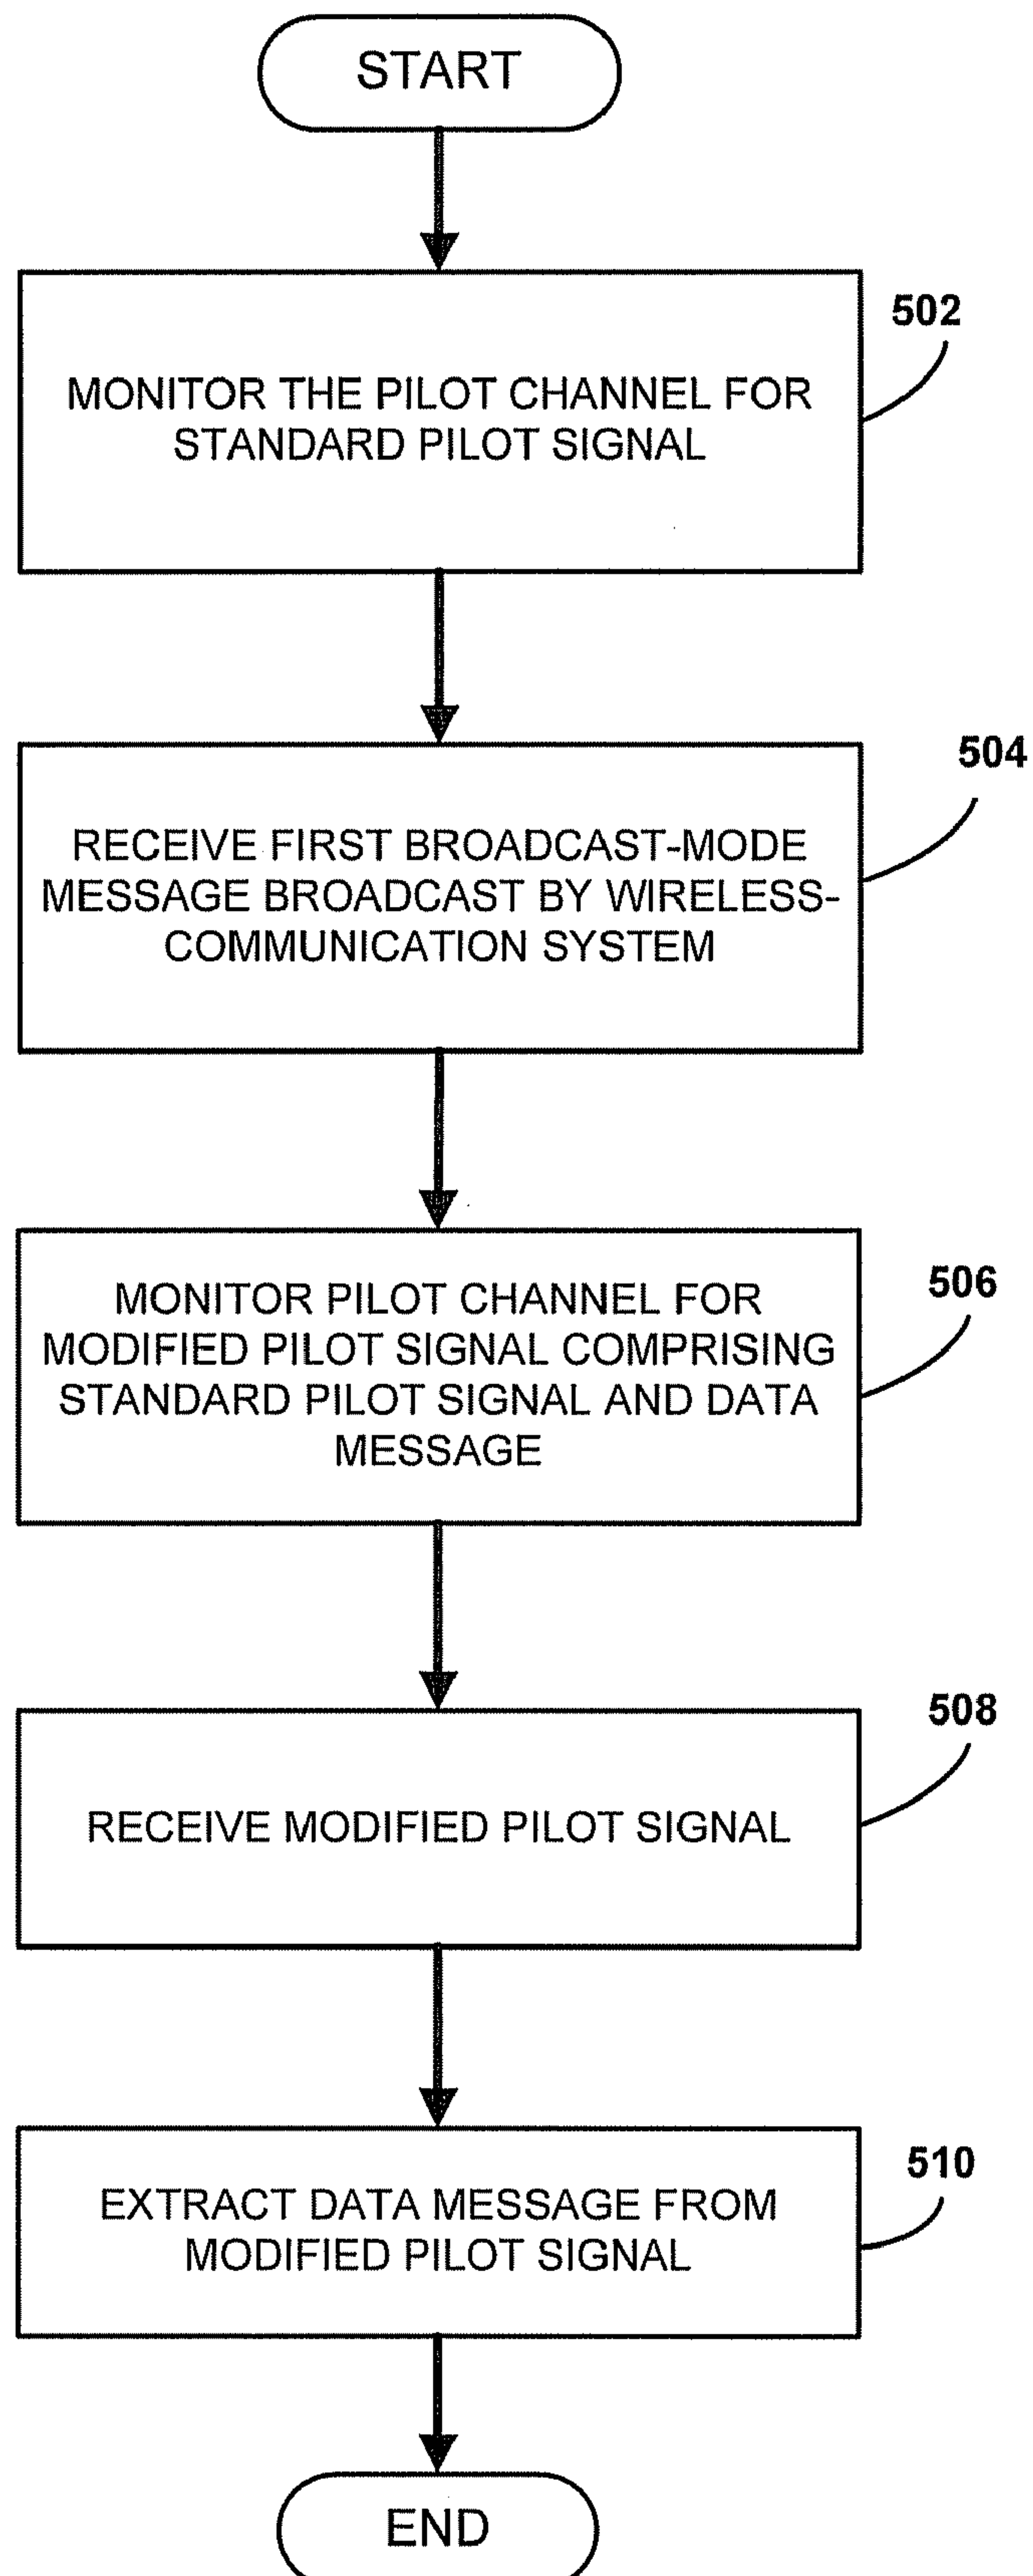 START
502
MONITOR THE PILOT CHANNEL FOR
STANDARD PILOT SIGNAL
504
RECEIVE FIRST BROADCAST-MODE
MESSAGE BROADCAST BY WIRELESS-
COMMUNICATION SYSTEM
506
MONITOR PILOT CHANNEL FOR
MODIFIED PILOT SIGNAL COMPRISING
STANDARD PILOT SIGNAL AND DATA
MESSAGE
508
RECEIVE MODIFIED PILOT SIGNAL
510
EXTRACT DATA MESSAGE FROM
MODIFIED PILOT SIGNAL
END